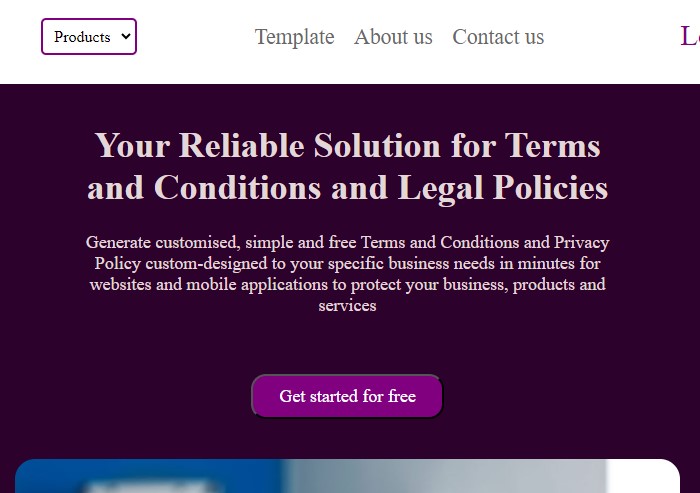 Products
Template About us Contact us
Your Reliable Solution for Terms
and Conditions and Legal Policies
Generate customised, simple and free Terms and Conditions and Privacy
Policy custom-designed to your specific business needs in minutes for
websites and mobile applications to protect your business, products and
services
Get started for free